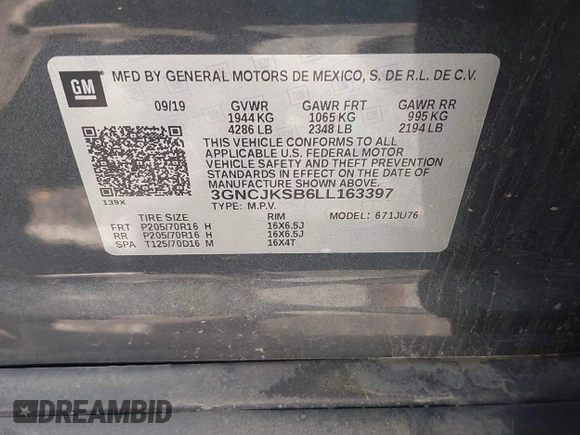 GM
MFD BY GENERAL MOTORS DE MEXICO, S. DE R.L. DE C.V.
09/19 GVWR GAWR FRT GAWR RR
1944 KG 1065 KG 995 KG
4286 LB 2348 LB 2194 LB
THIS VEHICLE CONFORMS TO ALL
APPLICABLE U.S. FEDERAL MOTOR
VEHICLE SAFETY AND THEFT PREVENTION
STANDARDS IN EFFECT ON THE DATE OF
MANUFACTURE SHOWN ABOVE.
139X 3GNCJKSB6LL163397
TYPE: M.P.V. MODEL: 671JU76
TIRE SIZE RIM
FRT P205/70R16 H 16X6.5J
RR P205/70R16 H 16X6.5J
SPA T125/70D16 M 16X4T
DREAMBID